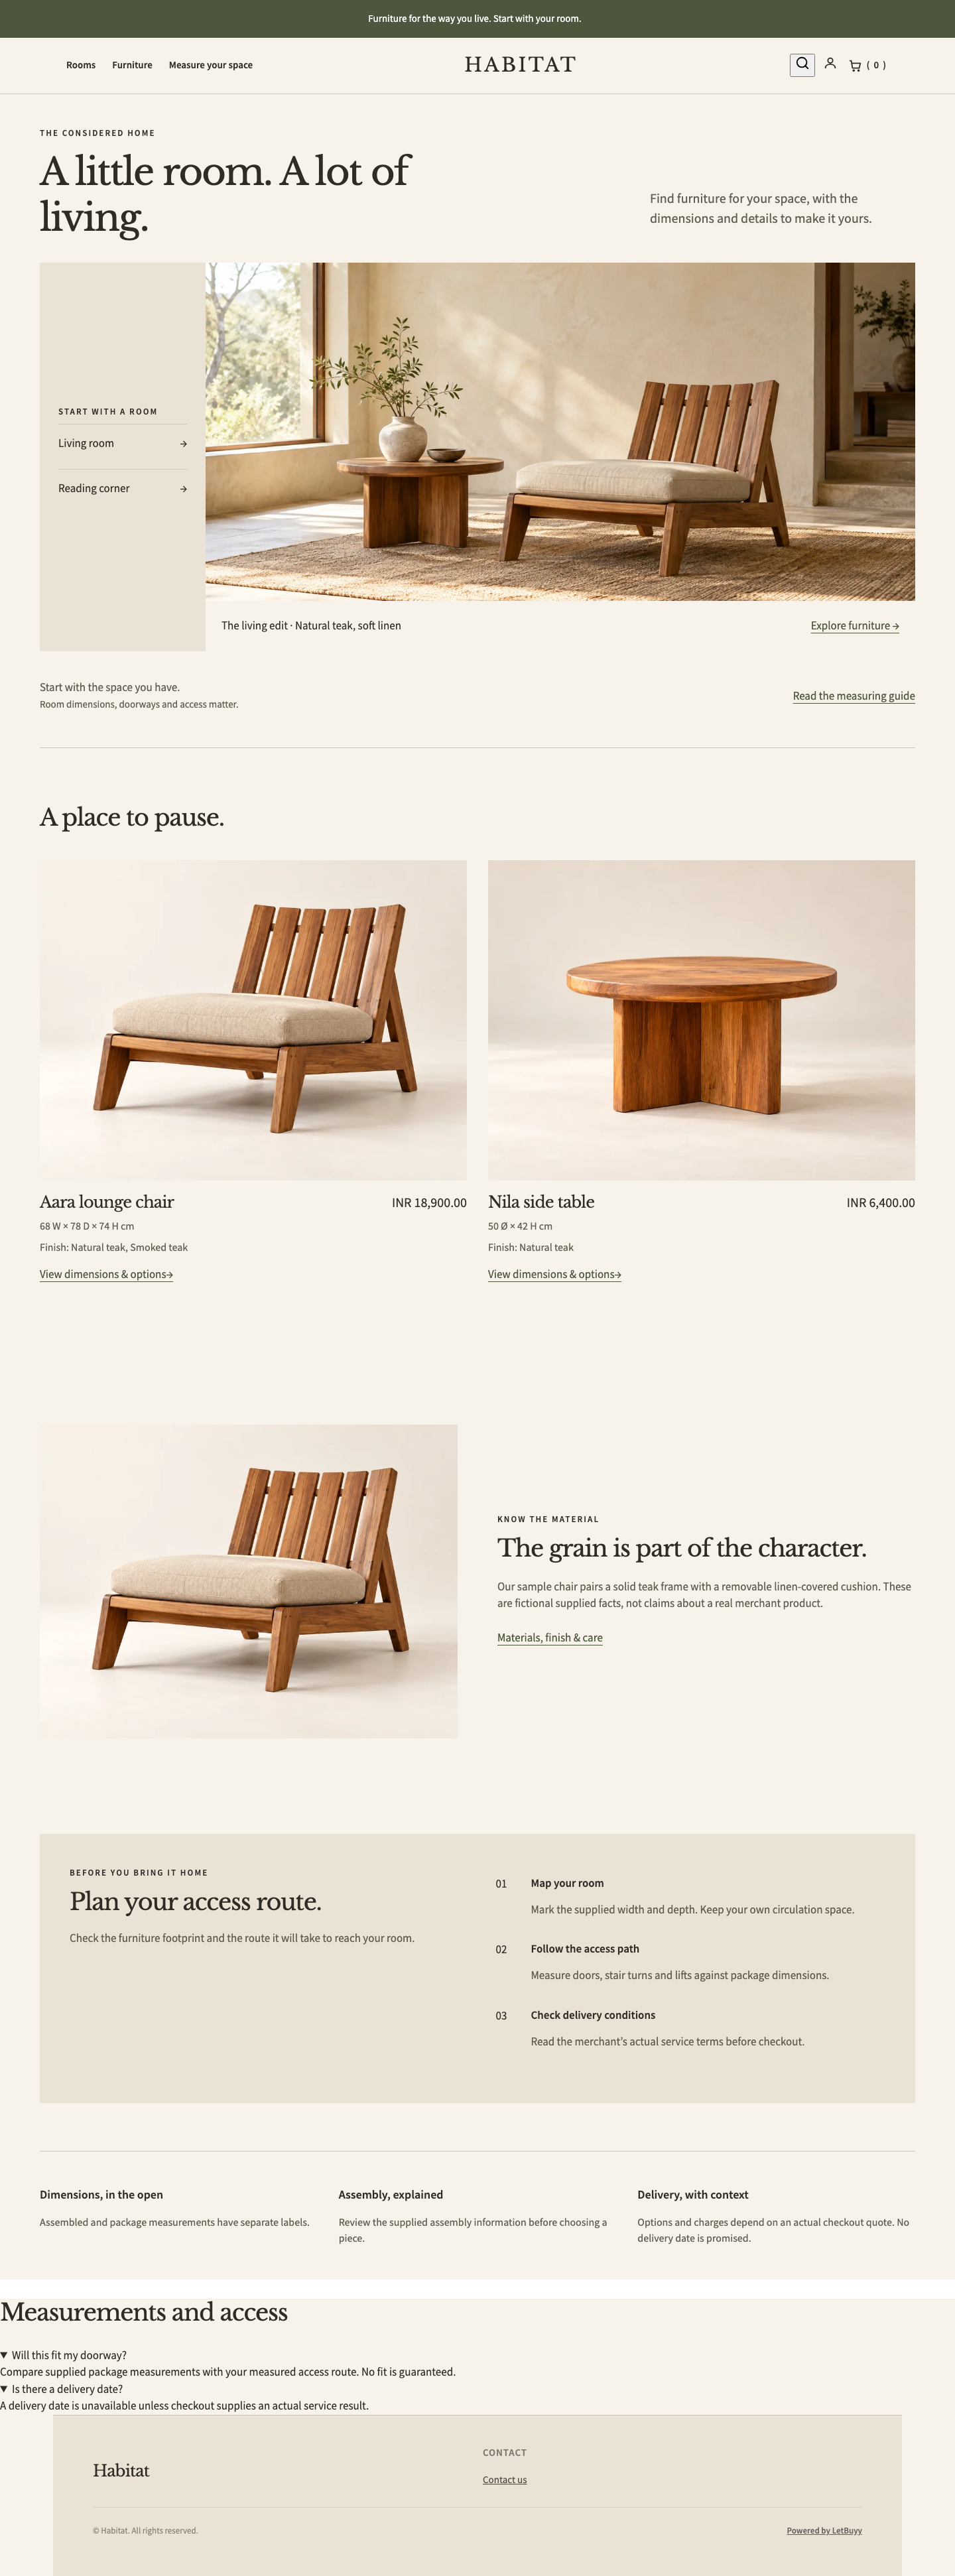 Furniture for the way you live. Start with your room.
Rooms Furniture Measure your space
HABITAT
( 0 )
THE CONSIDERED HOME
A little room. A lot of
living.
Find furniture for your space, with the
dimensions and details to make it yours.
START WITH A ROOM
Living room →
Reading corner →
The living edit · Natural teak, soft linen
Explore furniture →
Start with the space you have.
Room dimensions, doorways and access matter.
Read the measuring guide
A place to pause.
Aara lounge chair INR 18,900.00
68 W × 78 D × 74 H cm
Finish: Natural teak, Smoked teak
View dimensions & options→
Nila side table INR 6,400.00
50 Ø × 42 H cm
Finish: Natural teak
View dimensions & options→
KNOW THE MATERIAL
The grain is part of the character.
Our sample chair pairs a solid teak frame with a removable linen-covered cushion. These
are fictional supplied facts, not claims about a real merchant product.
Materials, finish & care
BEFORE YOU BRING IT HOME
Plan your access route.
Check the furniture footprint and the route it will take to reach your room.
01 Map your room
Mark the supplied width and depth. Keep your own circulation space.
02 Follow the access path
Measure doors, stair turns and lifts against package dimensions.
03 Check delivery conditions
Read the merchant's actual service terms before checkout.
Dimensions, in the open
Assembled and package measurements have separate labels.
Assembly, explained
Review the supplied assembly information before choosing a
piece.
Delivery, with context
Options and charges depend on an actual checkout quote. No
delivery date is promised.
Measurements and access
▼ Will this fit my doorway?
Compare supplied package measurements with your measured access route. No fit is guaranteed.
▼ Is there a delivery date?
A delivery date is unavailable unless checkout supplies an actual service result.
Habitat
CONTACT
Contact us
© Habitat. All rights reserved.
Powered by LetBuyy